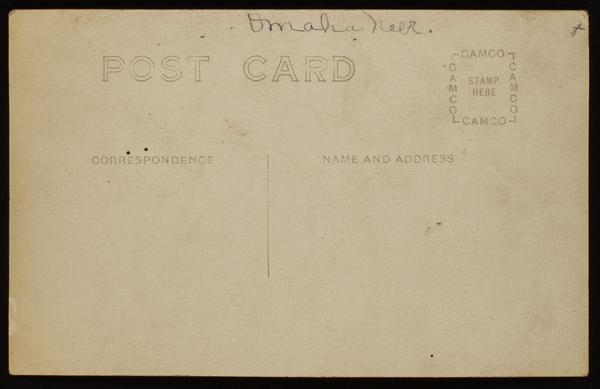 Omaha Nebr.
POST CARD
CAMCO
CAMCO
STAMP
HERE
CAMCO
CAMCO
CORRESPONDENCE
NAME AND ADDRESS